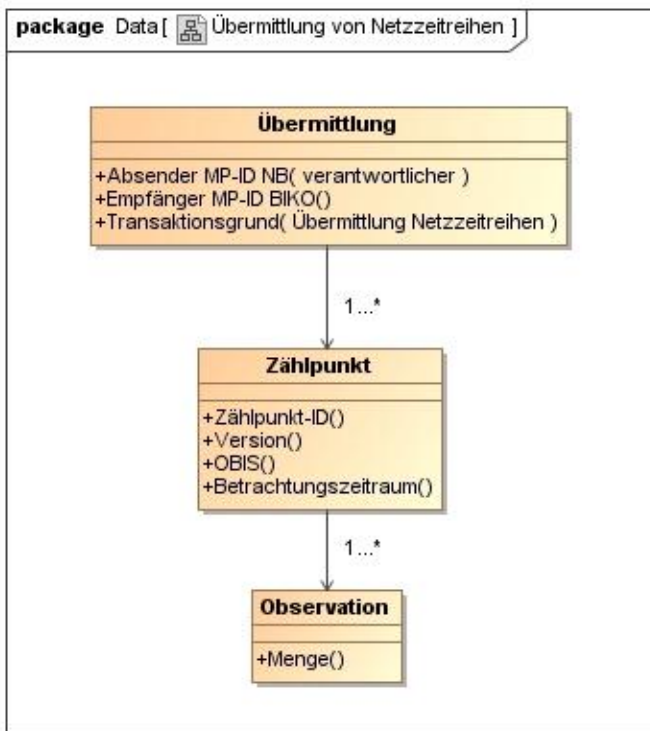 package Data [ Übermittlung von Netzzeitreihen ]
Übermittlung
+Absender MP-ID NB( verantwortlicher )
+Empfänger MP-ID BIKO()
+Transaktionsgrund( Übermittlung Netzzeitreihen )
1...*
Zählpunkt
+Zählpunkt-ID()
+Version()
+OBIS()
+Betrachtungszeitraum()
1...*
Observation
+Menge()